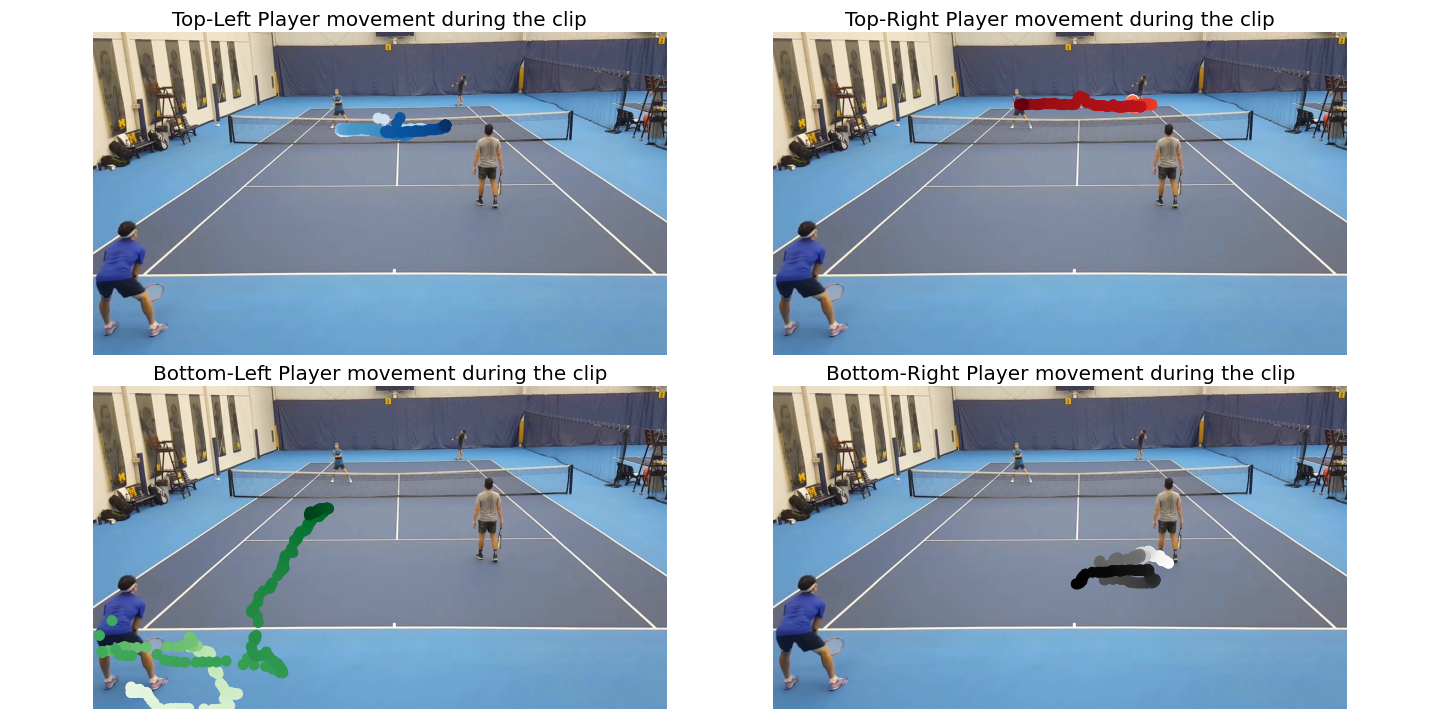 Top-Left Player movement during the clip
Top-Right Player movement during the clip
Bottom-Left Player movement during the clip
Bottom-Right Player movement during the clip